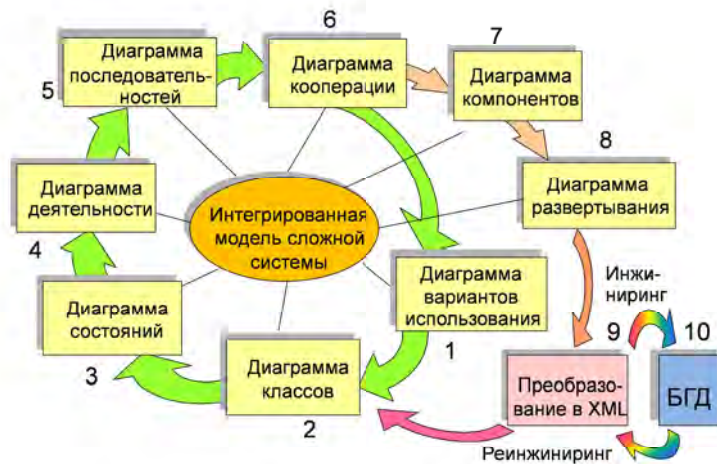 6
Диаграмма
последователь-
ностей
5
Диаграмма
кооперации
7
Диаграмма
компонентов
8
Диаграмма
деятельности
4
Интегрированная
модель сложной
системы
Диаграмма
развертывания
Диаграмма
состояний
3
Диаграмма
вариантов
использования
1
Инжи-
ниринг
9
10
Диаграмма
классов
2
Преобразо-
вание в XML
БГД
Реинжиниринг